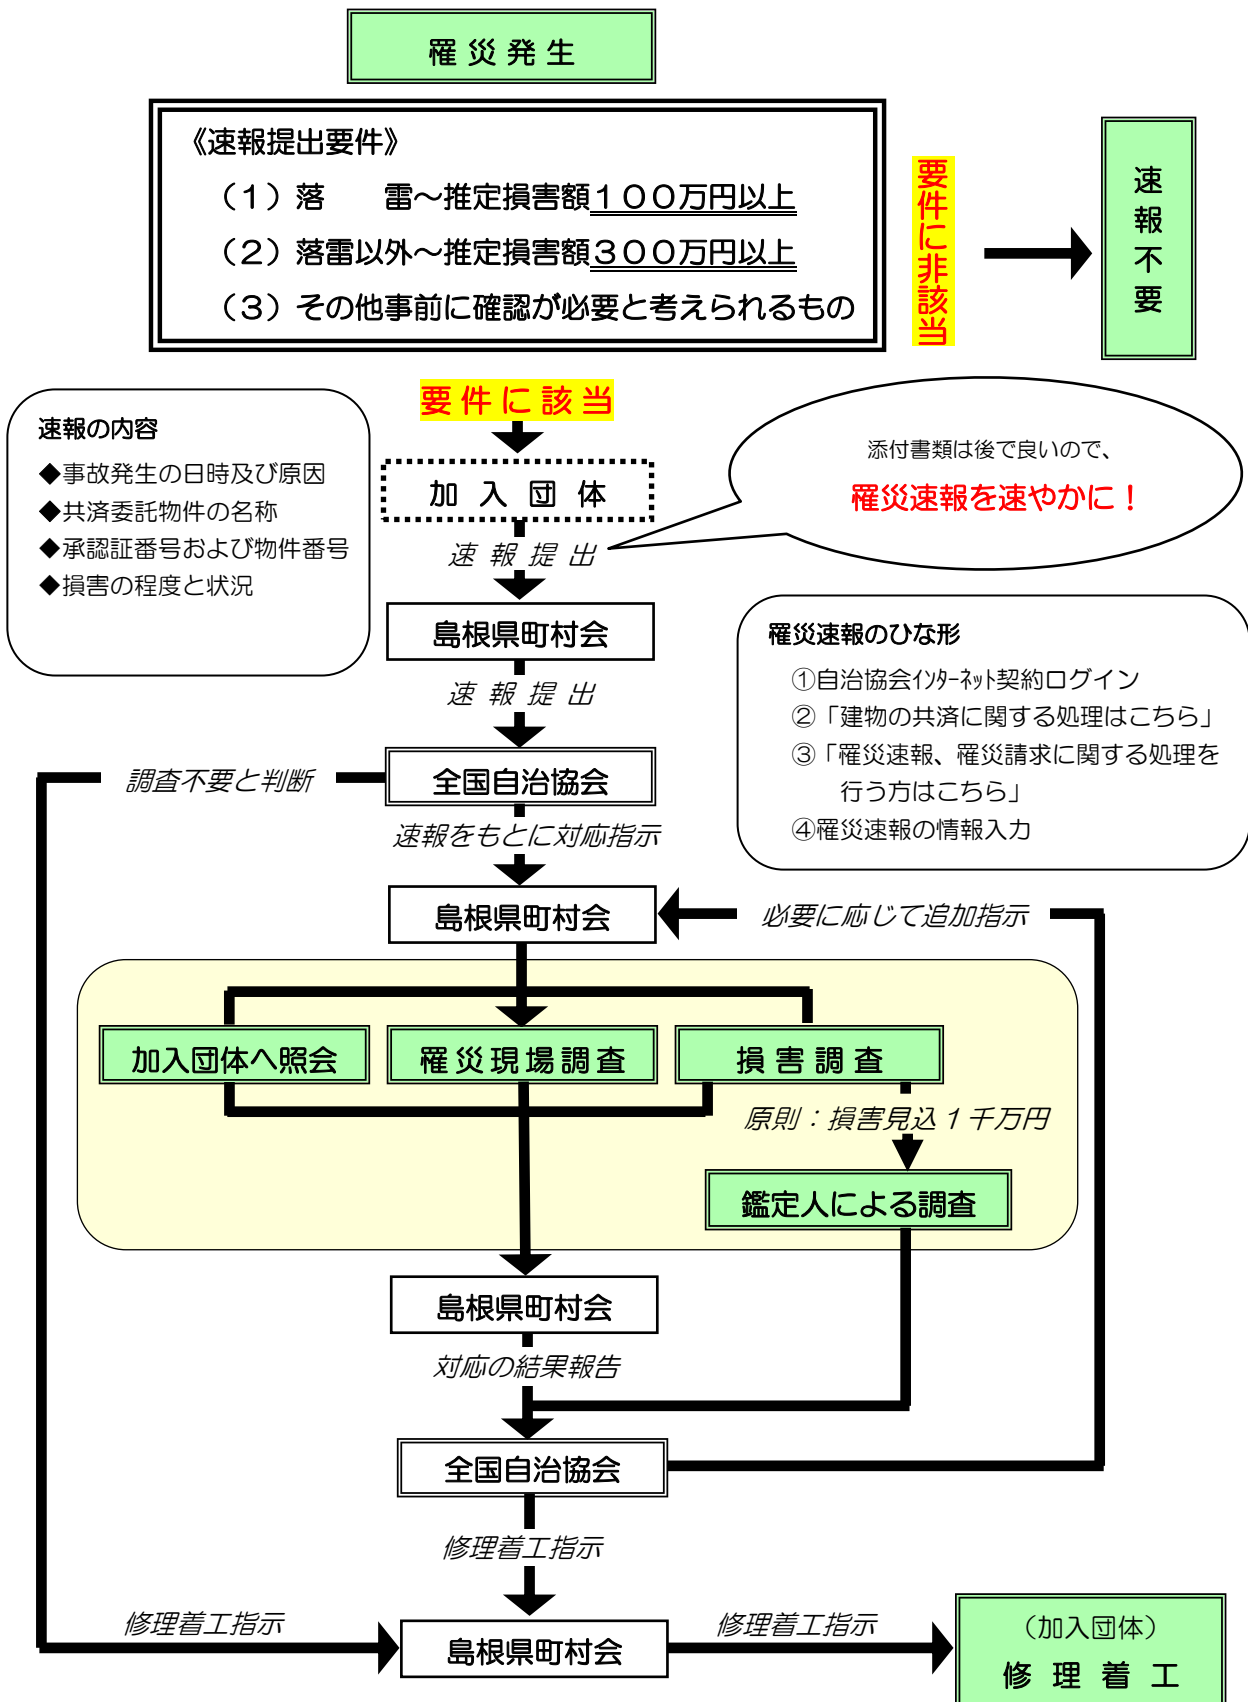 罹災発生
《速報提出要件》
（１）落　　雷～推定損害額１００万円以上
（２）落雷以外～推定損害額３００万円以上
（３）その他事前に確認が必要と考えられるもの
要件に非該当
速報不要
要件に該当
速報の内容
◆事故発生の日時及び原因
◆共済委託物件の名称
◆承認証番号および物件番号
◆損害の程度と状況
加入団体
添付書類は後で良いので、
罹災速報を速やかに！
速報提出
島根県町村会
速報提出
罹災速報のひな形
①自治協会ｲﾝﾀｰﾈｯﾄ契約ログイン
②「建物の共済に関する処理はこちら」
③「罹災速報、罹災請求に関する処理を
行う方はこちら」
④罹災速報の情報入力
全国自治協会
調査不要と判断
速報をもとに対応指示
島根県町村会
必要に応じて追加指示
加入団体へ照会
罹災現場調査
損害調査
原則：損害見込１千万円
鑑定人による調査
島根県町村会
対応の結果報告
全国自治協会
修理着工指示
修理着工指示
島根県町村会
修理着工指示
（加入団体）
修理着工